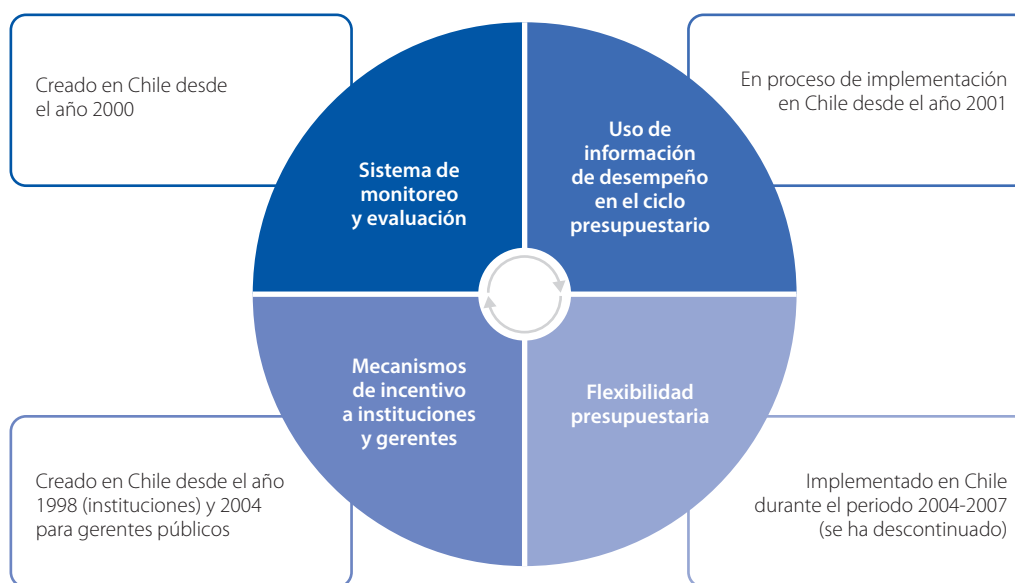 Creado en Chile desde
el año 2000
En proceso de implementación
en Chile desde el año 2001
Sistema de
monitoreo
y evaluación
Uso de
información
de desempeño
en el ciclo
presupuestario
Mecanismos
de incentivo
a instituciones
y gerentes
Flexibilidad
presupuestaria
Creado en Chile desde el año
1998 (instituciones) y 2004
para gerentes públicos
Implementado en Chile
durante el periodo 2004-2007
(se ha descontinuado)